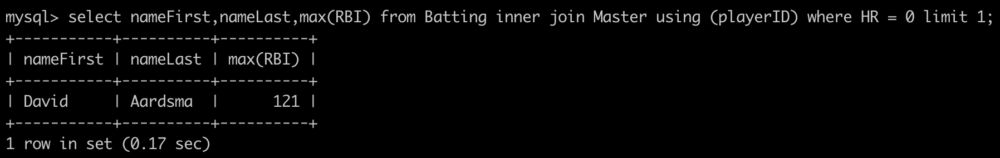 mysql> select nameFirst,nameLast,max(RBI) from Batting inner join Master using (playerID) where HR = 0 limit 1;
+-----------+----------+----------+
| nameFirst | nameLast | max(RBI) |
+-----------+----------+----------+
| David     | Aardsma  |      121 |
+-----------+----------+----------+
1 row in set (0.17 sec)